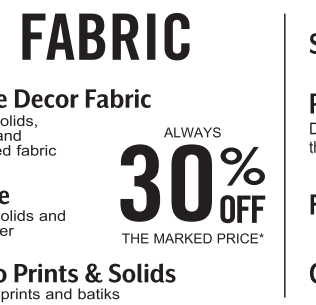 FABRIC
e Decor Fabric
olids,
and
ed fabric
ALWAYS
30% OFF
THE MARKED PRICE*
e
olids and
er
o Prints & Solids
prints and batiks